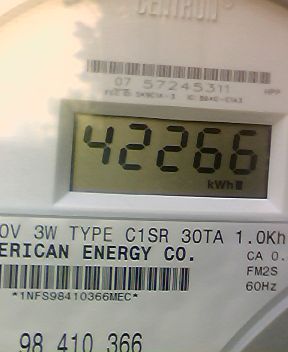 CENTRON®
07 57245311
HPP
42266
kWh
0V 3W TYPE C1SR 30TA 1.0Kh
ERICAN ENERGY CO.
CA 0.
FM2S
*1NFS98410366MEC*
60Hz
98 410 366